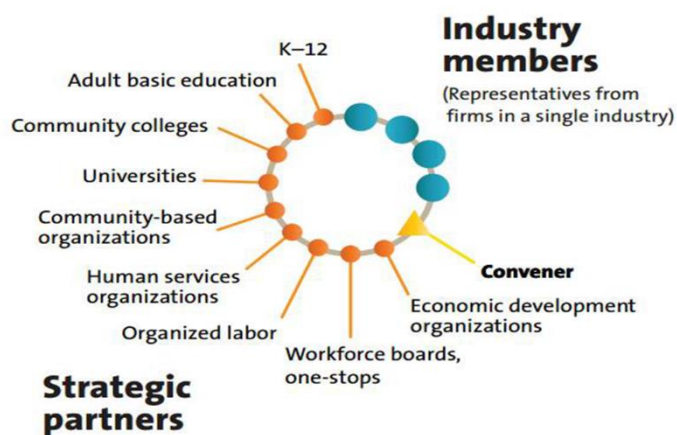 Industry
members
(Representatives from
firms in a single industry)
K–12
Adult basic education
Community colleges
Universities
Community-based
organizations
Human services
organizations
Organized labor
Workforce boards,
one-stops
Economic development
organizations
Convener
Strategic
partners